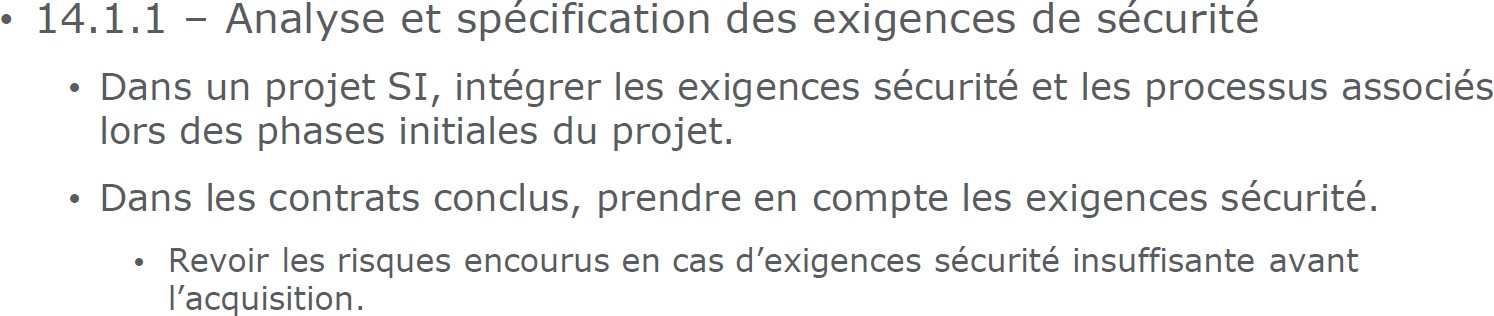 • 14.1.1 – Analyse et spécification des exigences de sécurité
• Dans un projet SI, intégrer les exigences sécurité et les processus associés
lors des phases initiales du projet.
• Dans les contrats conclus, prendre en compte les exigences sécurité.
• Revoir les risques encourus en cas d’exigences sécurité insuffisante avant
l’acquisition.